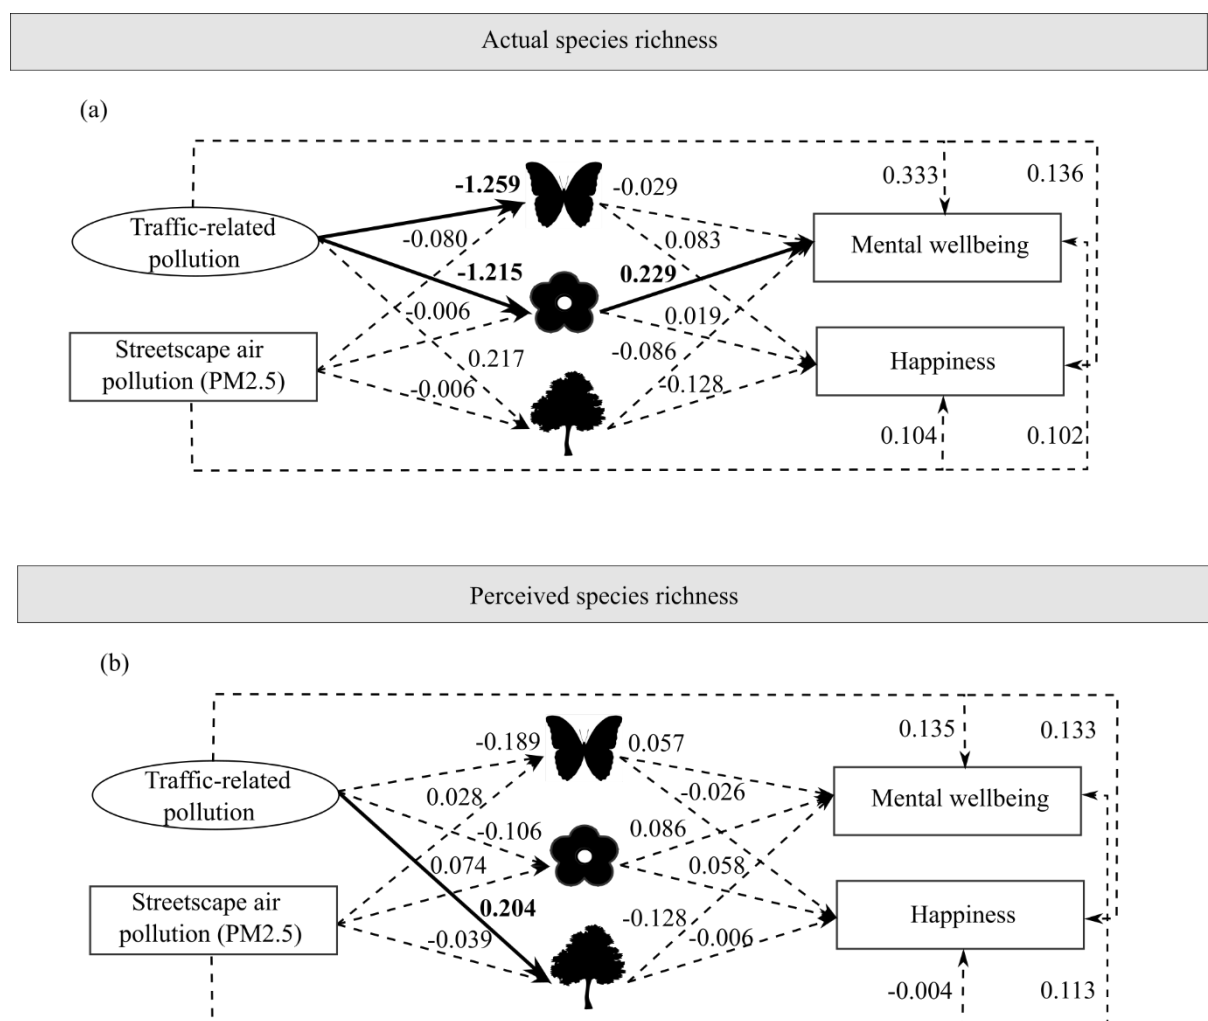 Actual species richness
(a)
-1.259
-0.029
0.333
0.136
Traffic-related
pollution
-0.080
0.083
Mental wellbeing
-1.215
0.229
-0.006
0.019
Streetscape air
pollution (PM2.5)
0.217
-0.086
Happiness
-0.006
-0.128
0.104
0.102
Perceived species richness
(b)
-0.189
0.057
0.135
0.133
Traffic-related
pollution
0.028
-0.026
Mental wellbeing
-0.106
0.086
0.074
0.058
Streetscape air
pollution (PM2.5)
0.204
-0.128
Happiness
-0.039
-0.006
-0.004
0.113